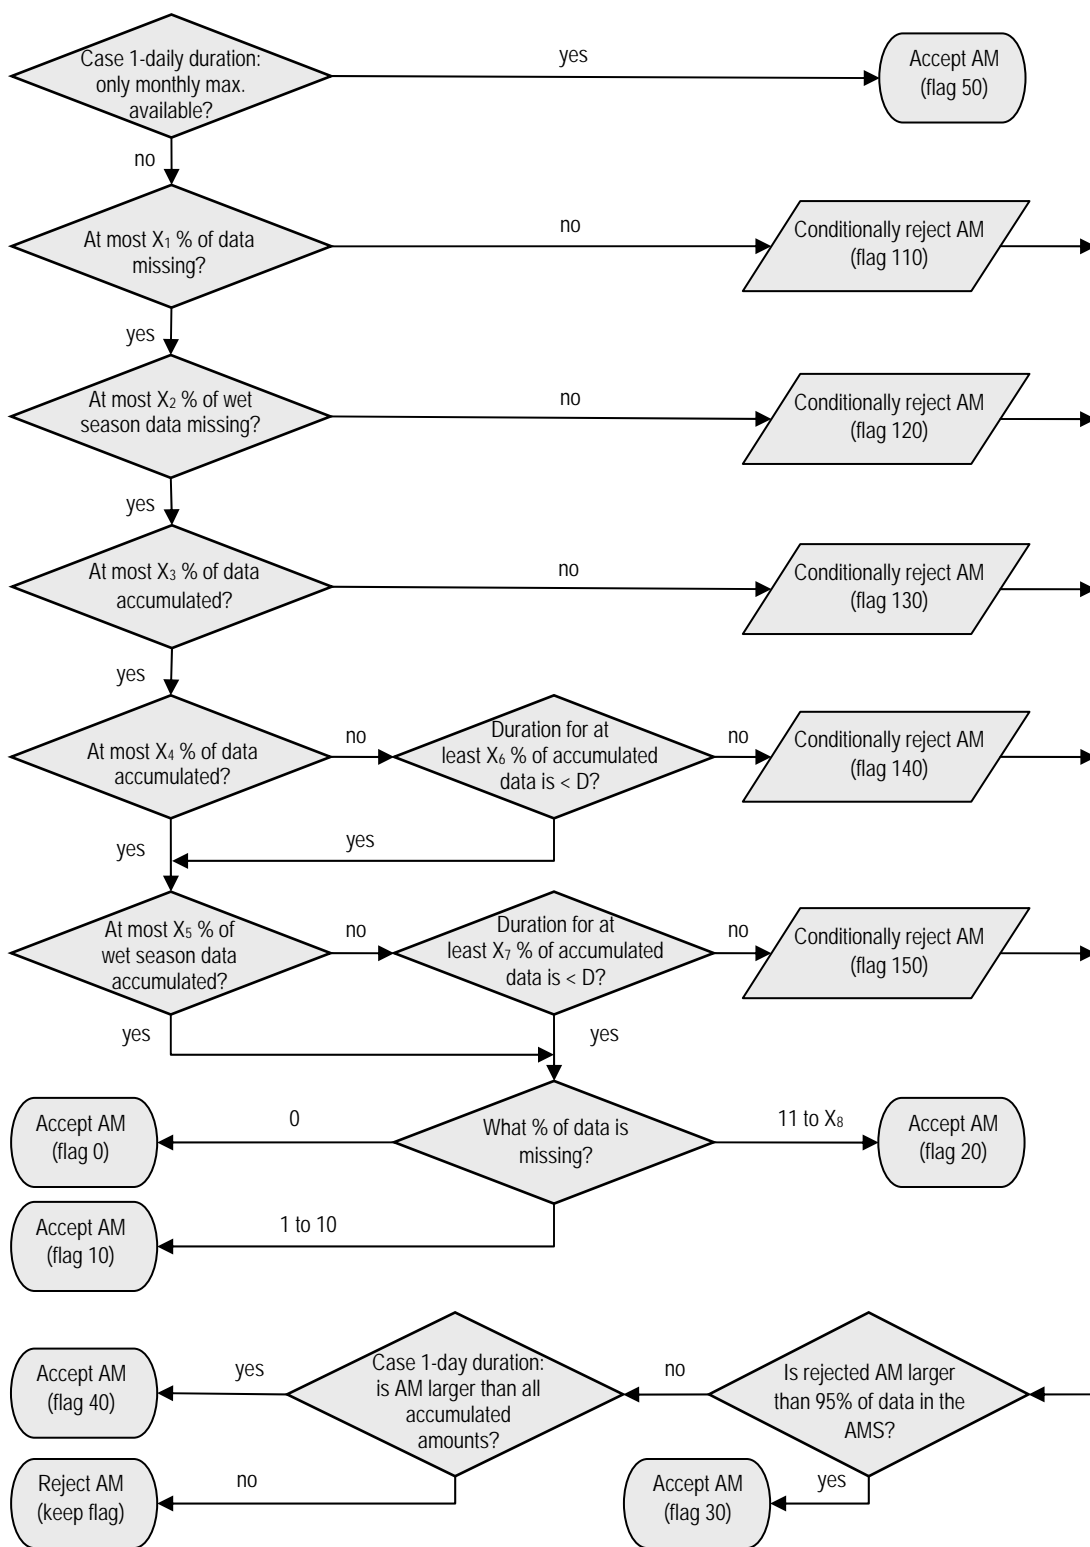 Case 1-daily duration:
only monthly max.
available?
yes
Accept AM
(flag 50)
no
At most X₁ % of data
missing?
no
Conditionally reject AM
(flag 110)
yes
At most X₂ % of wet
season data missing?
no
Conditionally reject AM
(flag 120)
yes
At most X₃ % of data
accumulated?
no
Conditionally reject AM
(flag 130)
yes
At most X₄ % of data
accumulated?
no
Duration for at
least X₆ % of accumulated
data is < D?
no
Conditionally reject AM
(flag 140)
yes
yes
At most X₅ % of
wet season data
accumulated?
no
Duration for at
least X₇ % of accumulated
data is < D?
no
Conditionally reject AM
(flag 150)
yes
yes
Accept AM
(flag 0)
0
What % of data is
missing?
11 to X₈
Accept AM
(flag 20)
Accept AM
(flag 10)
1 to 10
Accept AM
(flag 40)
yes
Case 1-day duration:
is AM larger than all
accumulated
amounts?
no
Is rejected AM larger
than 95% of data in the
AMS?
Reject AM
(keep flag)
no
Accept AM
(flag 30)
yes